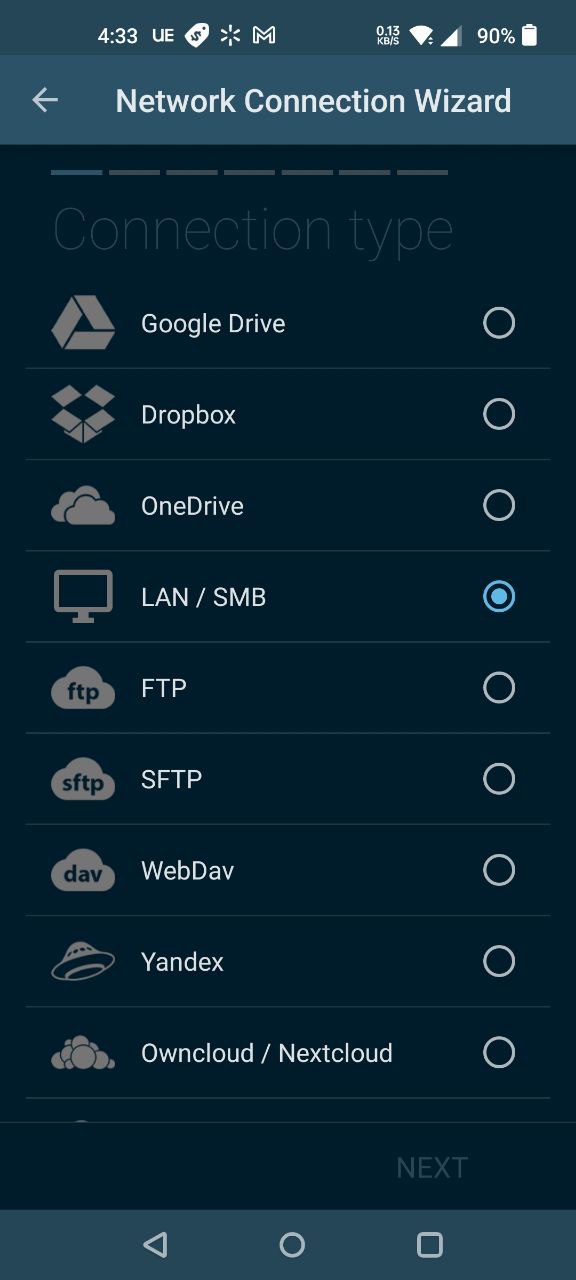 4:33 UE $ M 0.13 KB/S 90%
Network Connection Wizard
Connection type
Google Drive
Dropbox
OneDrive
LAN / SMB
ftp FTP
sftp SFTP
dav WebDav
Yandex
Owncloud / Nextcloud
NEXT